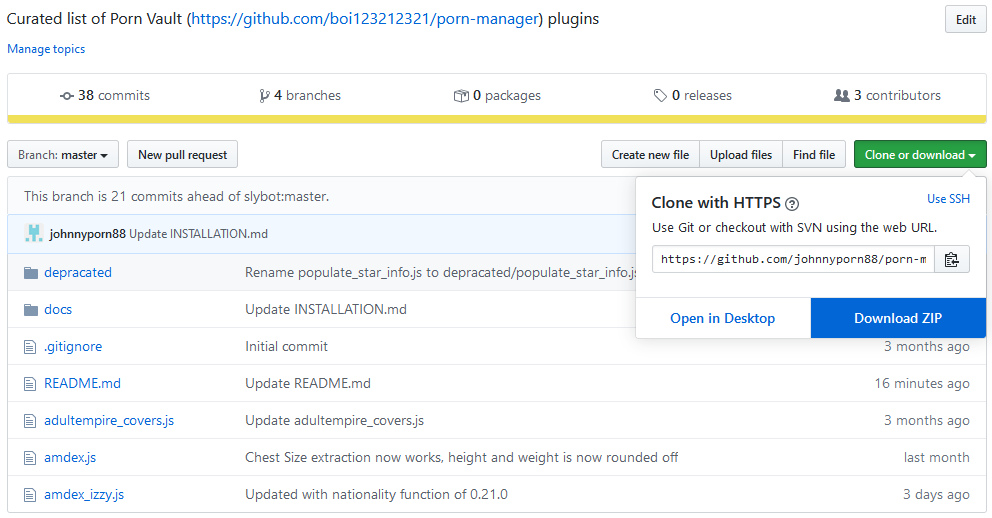 Curated list of Porn Vault (https://github.com/boi123212321/porn-manager) plugins
Edit
Manage topics
38 commits
4 branches
0 packages
0 releases
3 contributors
Branch: master
New pull request
Create new file
Upload files
Find file
Clone or download
This branch is 21 commits ahead of slybot:master.
Clone with HTTPS
Use SSH
Use Git or checkout with SVN using the web URL.
https://github.com/johnnyporn88/porn-m
Open in Desktop
Download ZIP
johnnyporn88 Update INSTALLATION.md
depracated Rename populate_star_info.js to depracated/populate_star_info.js
docs Update INSTALLATION.md
.gitignore Initial commit 3 months ago
README.md Update README.md 16 minutes ago
adultempire_covers.js Update adultempire_covers.js 3 months ago
amdex.js Chest Size extraction now works, height and weight is now rounded off last month
amdex_izzy.js Updated with nationality function of 0.21.0 3 days ago